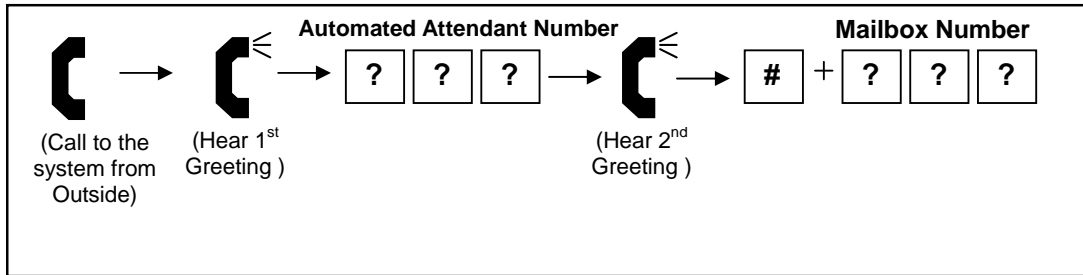 Automated Attendant Number
Mailbox Number
? ? ? # + ? ? ?
(Call to the
system from
Outside)
(Hear 1st
Greeting )
(Hear 2nd
Greeting )